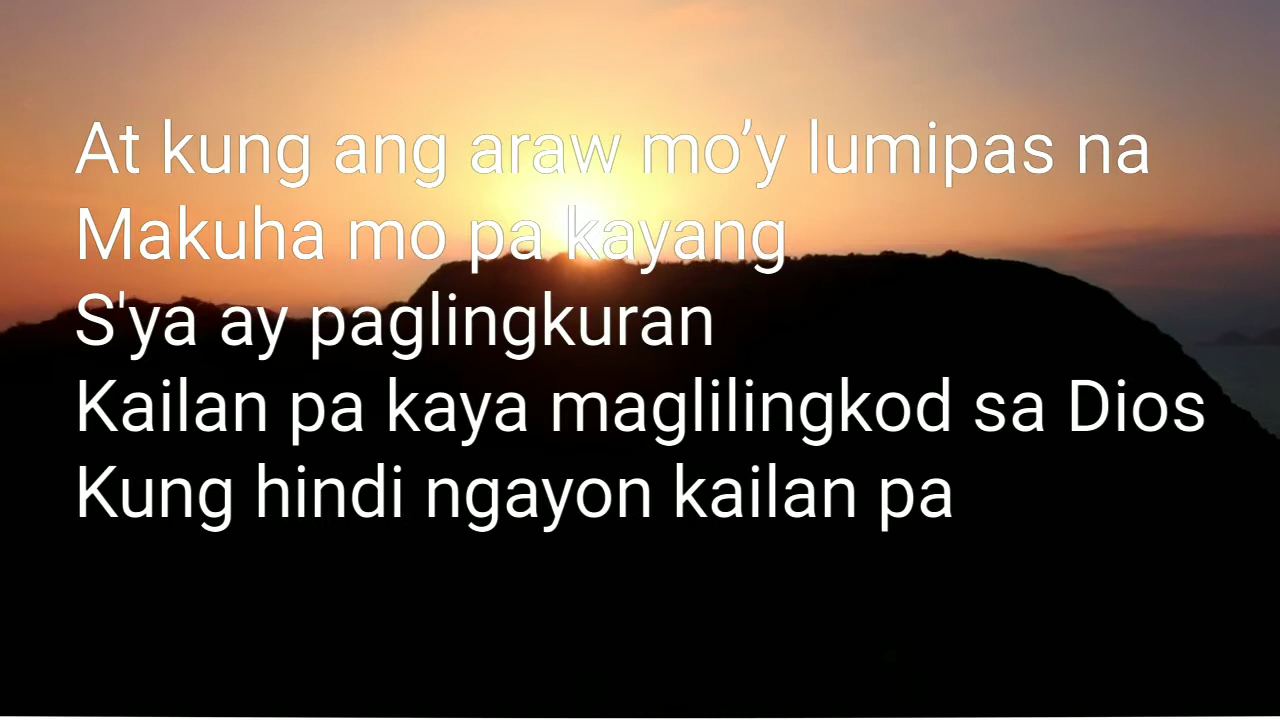 At kung ang araw mo’y lumipas na
Makuha mo pa kayang
S'ya ay paglingkuran
Kailan pa kaya maglilingkod sa Dios
Kung hindi ngayon kailan pa